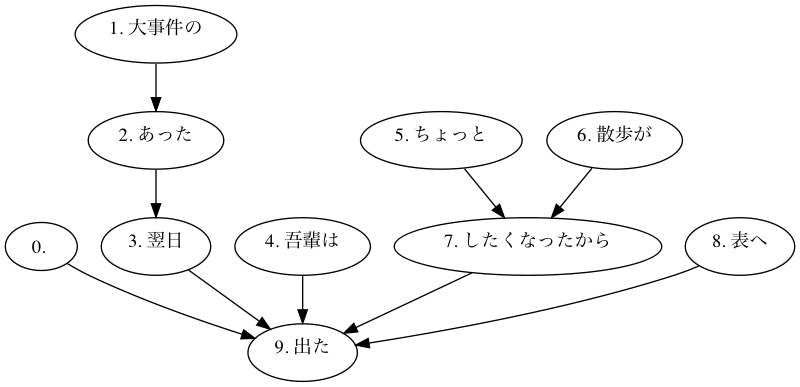 1. 大事件の
2. あった
5. ちょっと
6. 散歩が
0.
3. 翌日
4. 吾輩は
7. したくなったから
8. 表へ
9. 出た